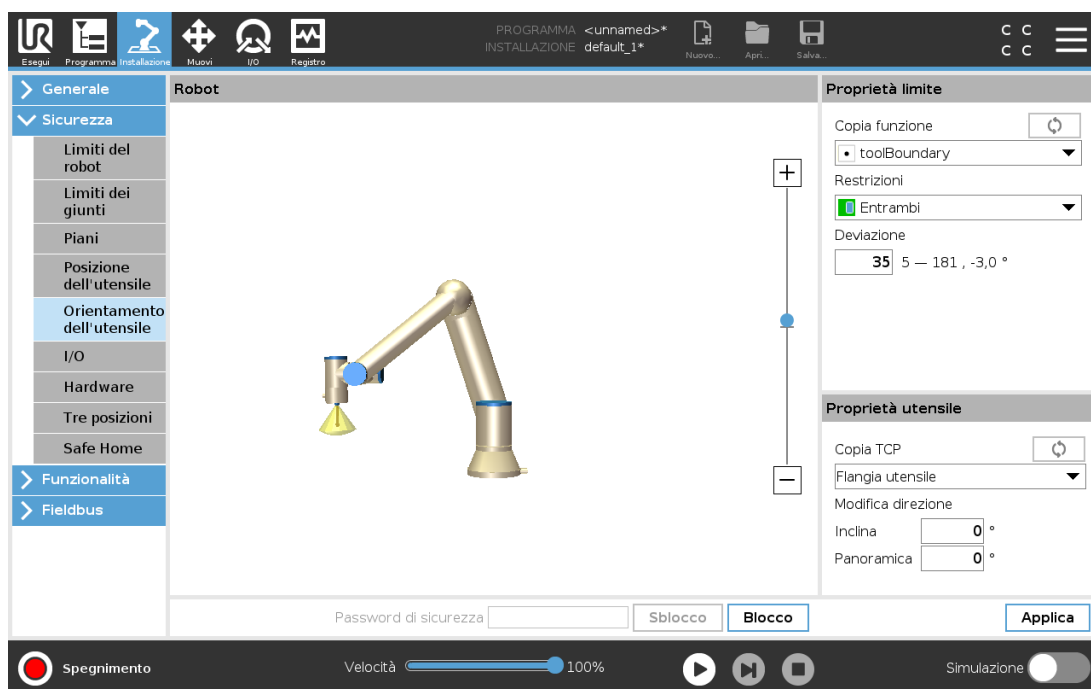 PROGRAMMA <unnamed>*
INSTALLAZIONE default_1*
UR
Esegui
Programma
Installazione
Muovi
I/O
Registro
Nuovo...
Apri...
Salva...
C C
C C
Generale
Sicurezza
Limiti del
robot
Limiti dei
giunti
Piani
Posizione
dell'utensile
Orientamento
dell'utensile
I/O
Hardware
Tre posizioni
Safe Home
Funzionalità
Fieldbus
Robot
Proprietà limite
Copia funzione
toolBoundary
Restrizioni
Entrambi
Deviazione
35 5 — 181 , -3,0 °
Proprietà utensile
Copia TCP
Flangia utensile
Modifica direzione
Inclina 0 °
Panoramica 0 °
Password di sicurezza
Sblocco
Blocco
Applica
Spegnimento
Velocità
100%
Simulazione